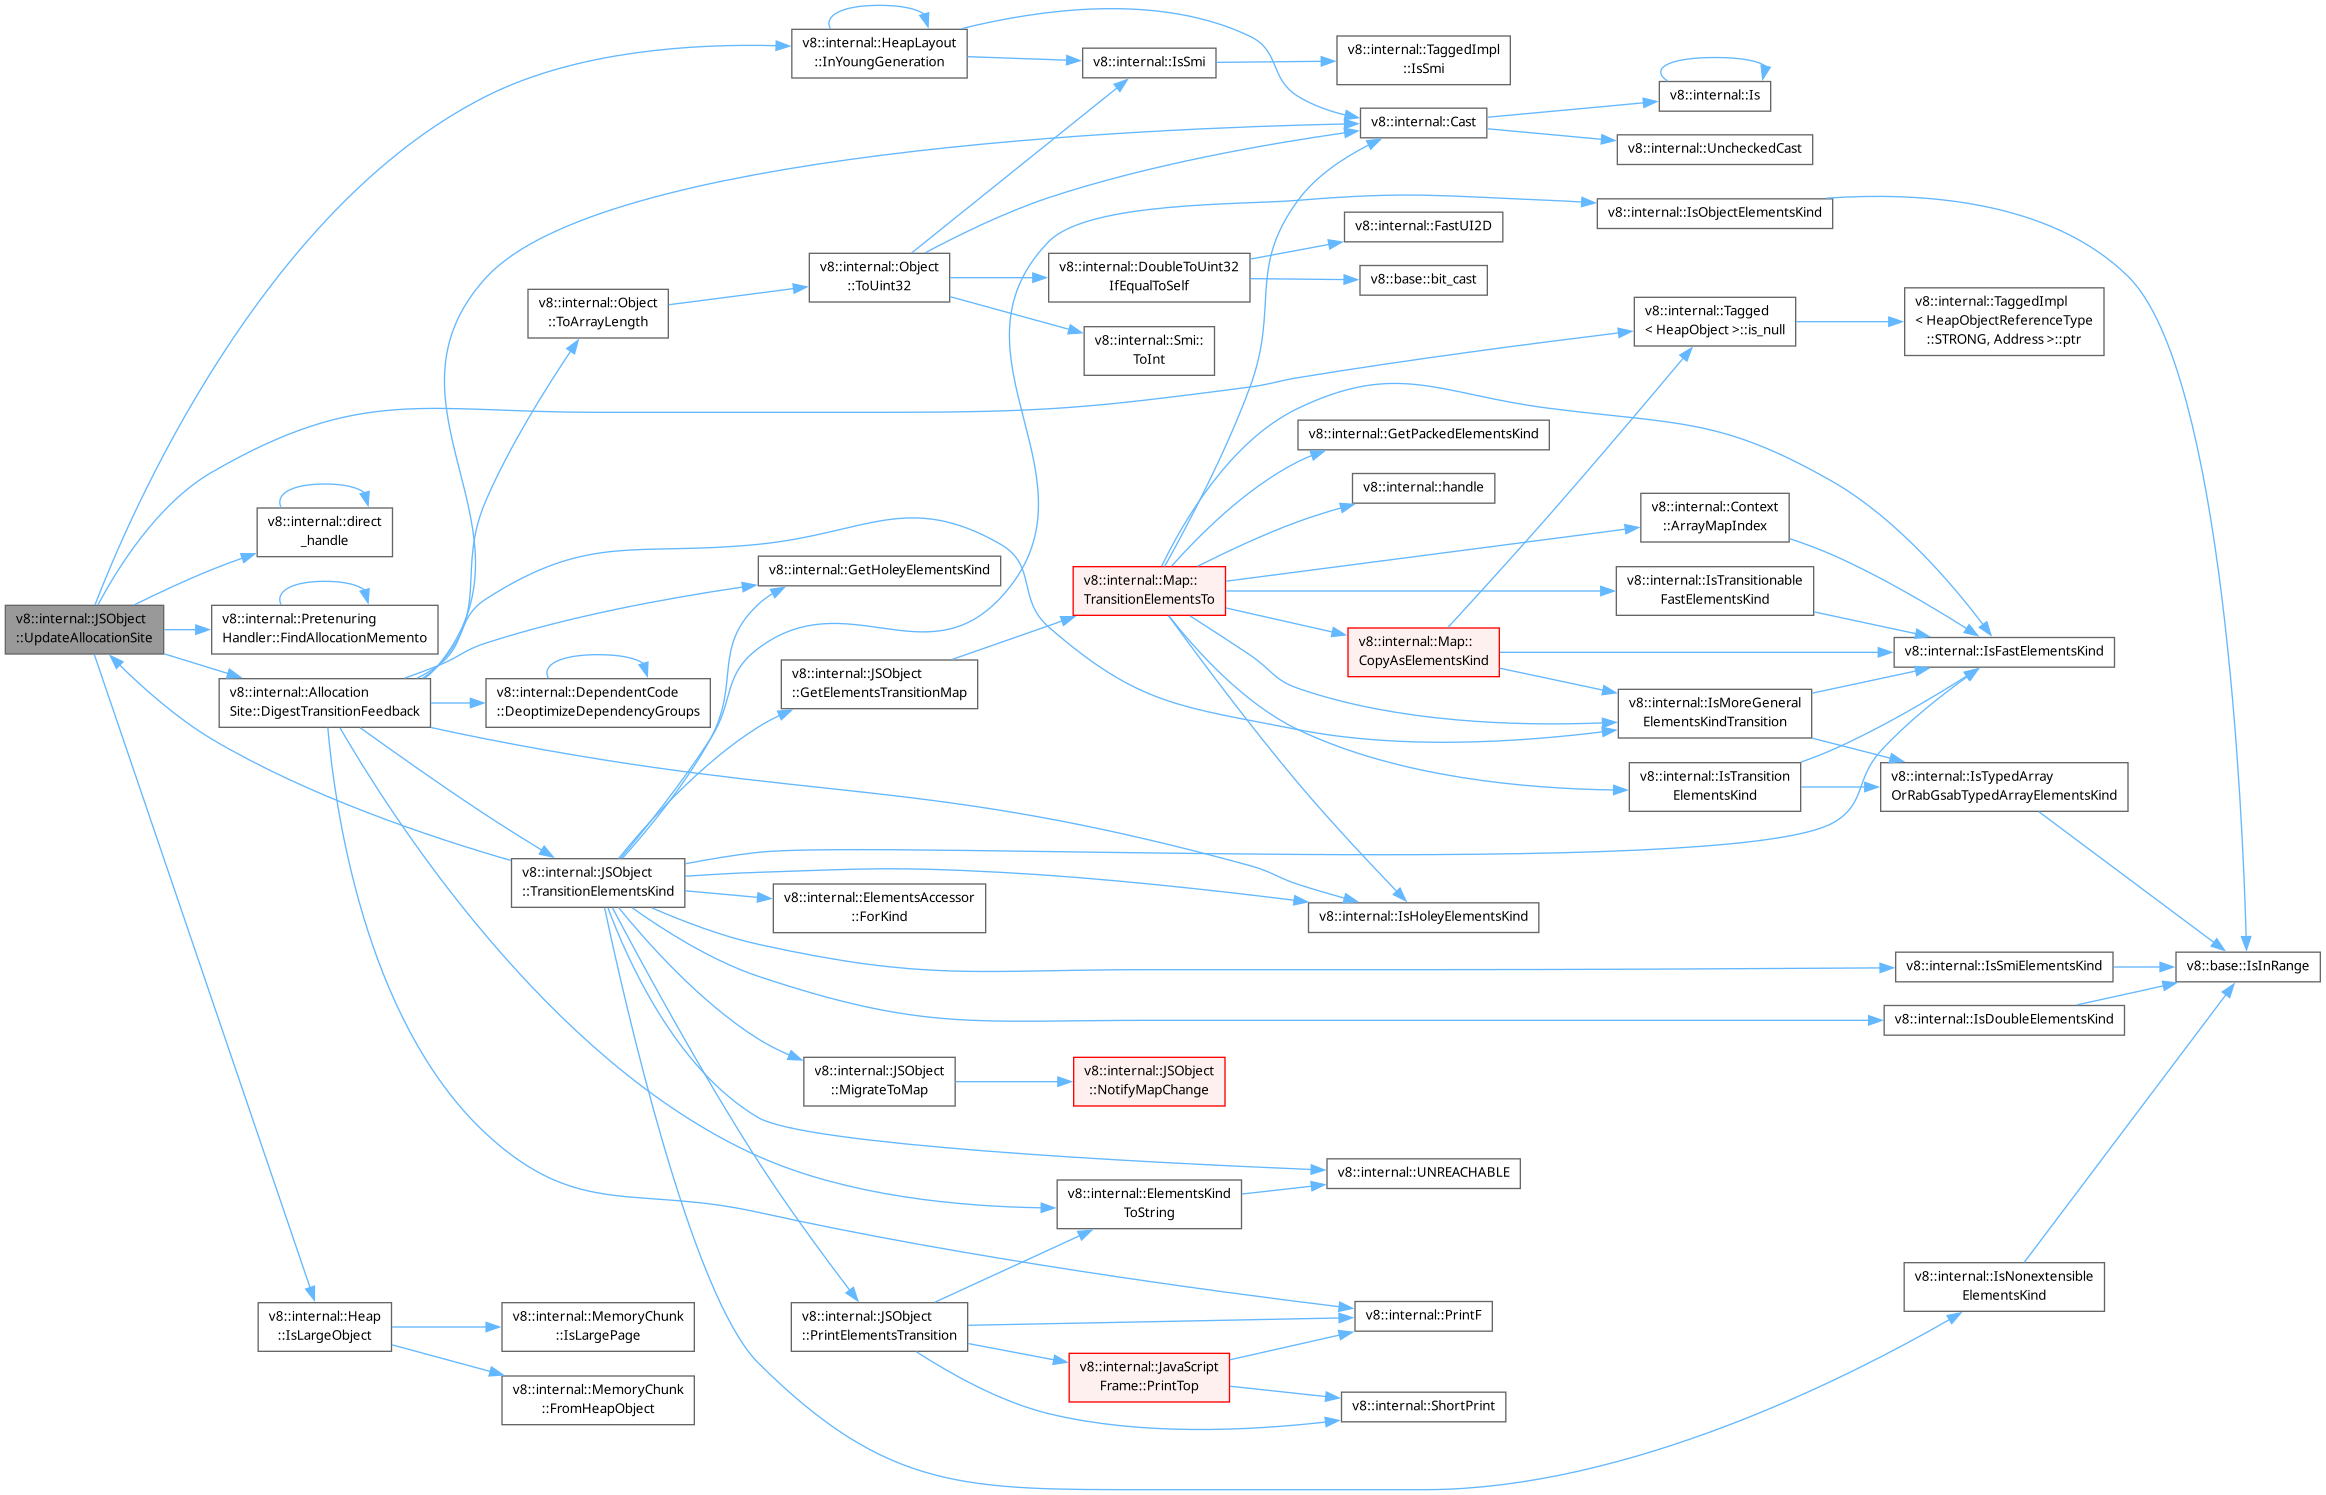 v8::internal::JSObject
::UpdateAllocationSite
v8::internal::direct
_handle
v8::internal::Pretenuring
Handler::FindAllocationMemento
v8::internal::Allocation
Site::DigestTransitionFeedback
v8::internal::Heap
::IsLargeObject
v8::internal::Object
::ToArrayLength
v8::internal::DependentCode
::DeoptimizeDependencyGroups
v8::internal::JSObject
::TransitionElementsKind
v8::internal::MemoryChunk
::IsLargePage
v8::internal::MemoryChunk
::FromHeapObject
v8::internal::HeapLayout
::InYoungGeneration
v8::internal::Object
::ToUint32
v8::internal::GetHoleyElementsKind
v8::internal::JSObject
::GetElementsTransitionMap
v8::internal::ElementsAccessor
::ForKind
v8::internal::JSObject
::MigrateToMap
v8::internal::JSObject
::PrintElementsTransition
v8::internal::IsSmi
v8::internal::DoubleToUint32
IfEqualToSelf
v8::internal::Smi::
ToInt
v8::internal::Map::
TransitionElementsTo
v8::internal::JSObject
::NotifyMapChange
v8::internal::ElementsKind
ToString
v8::internal::JavaScript
Frame::PrintTop
v8::internal::TaggedImpl
::IsSmi
v8::internal::Cast
v8::internal::FastUI2D
v8::base::bit_cast
v8::internal::GetPackedElementsKind
v8::internal::handle
v8::internal::Map::
CopyAsElementsKind
v8::internal::IsHoleyElementsKind
v8::internal::UNREACHABLE
v8::internal::PrintF
v8::internal::ShortPrint
v8::internal::Is
v8::internal::UncheckedCast
v8::internal::IsObjectElementsKind
v8::internal::Tagged
< HeapObject >::is_null
v8::internal::Context
::ArrayMapIndex
v8::internal::IsTransitionable
FastElementsKind
v8::internal::IsMoreGeneral
ElementsKindTransition
v8::internal::IsTransition
ElementsKind
v8::internal::TaggedImpl
< HeapObjectReferenceType
::STRONG, Address >::ptr
v8::internal::IsFastElementsKind
v8::internal::IsTypedArray
OrRabGsabTypedArrayElementsKind
v8::internal::IsSmiElementsKind
v8::internal::IsDoubleElementsKind
v8::internal::IsNonextensible
ElementsKind
v8::base::IsInRange